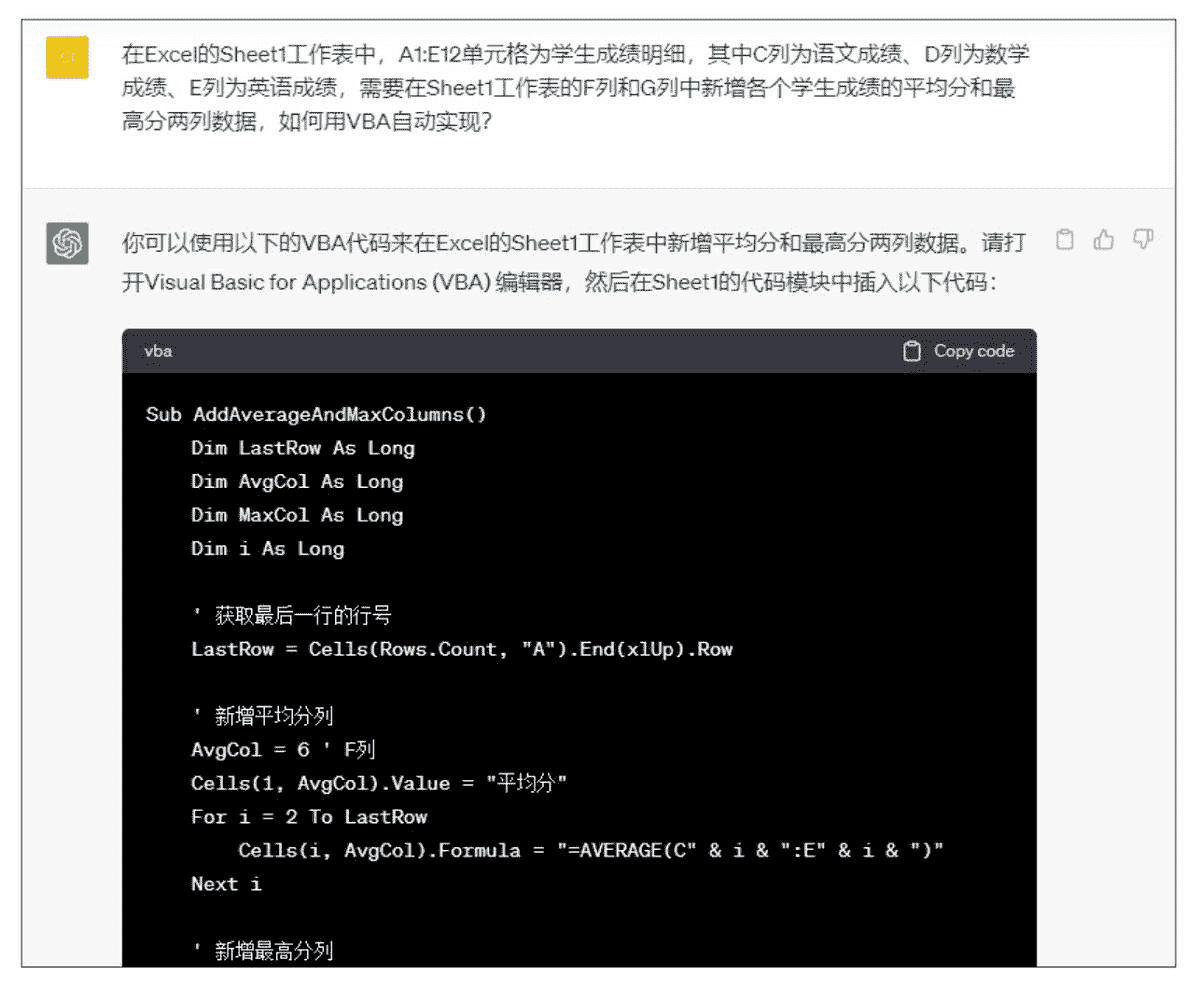 在Excel的Sheet1工作表中，A1:E12单元格为学生成绩明细，其中C列为语文成绩、D列为数学
成绩、E列为英语成绩，需要在Sheet1工作表的F列和G列中新增各个学生成绩的平均分和最
高分两列数据，如何用VBA自动实现？
你可以使用以下的VBA代码来在Excel的Sheet1工作表中新增平均分和最高分两列数据。请打
开Visual Basic for Applications (VBA) 编辑器，然后在Sheet1的代码模块中插入以下代码：
vba Copy code
Sub AddAverageAndMaxColumns()
    Dim LastRow As Long
    Dim AvgCol As Long
    Dim MaxCol As Long
    Dim i As Long
    ' 获取最后一行的行号
    LastRow = Cells(Rows.Count, "A").End(xlUp).Row
    ' 新增平均分列
    AvgCol = 6 ' F列
    Cells(1, AvgCol).Value = "平均分"
    For i = 2 To LastRow
        Cells(i, AvgCol).Formula = "=AVERAGE(C" & i & ":E" & i & ")"
    Next i
    ' 新增最高分列